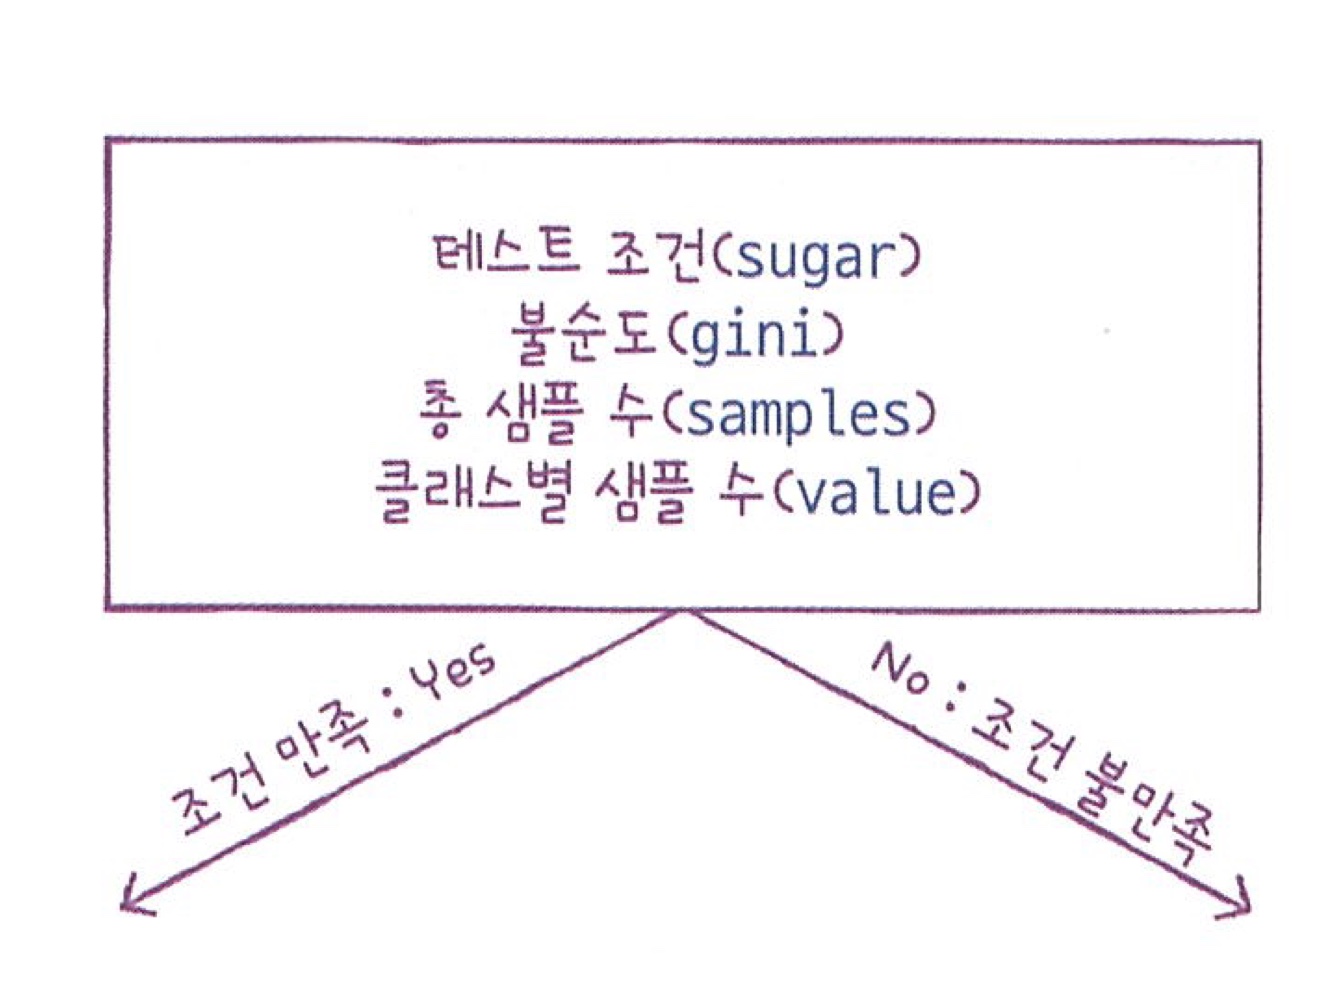 테스트 조건(sugar)
불순도(gini)
총 샘플 수(samples)
클래스별 샘플 수(value)
조건 만족 : Yes
No : 조건 불만족